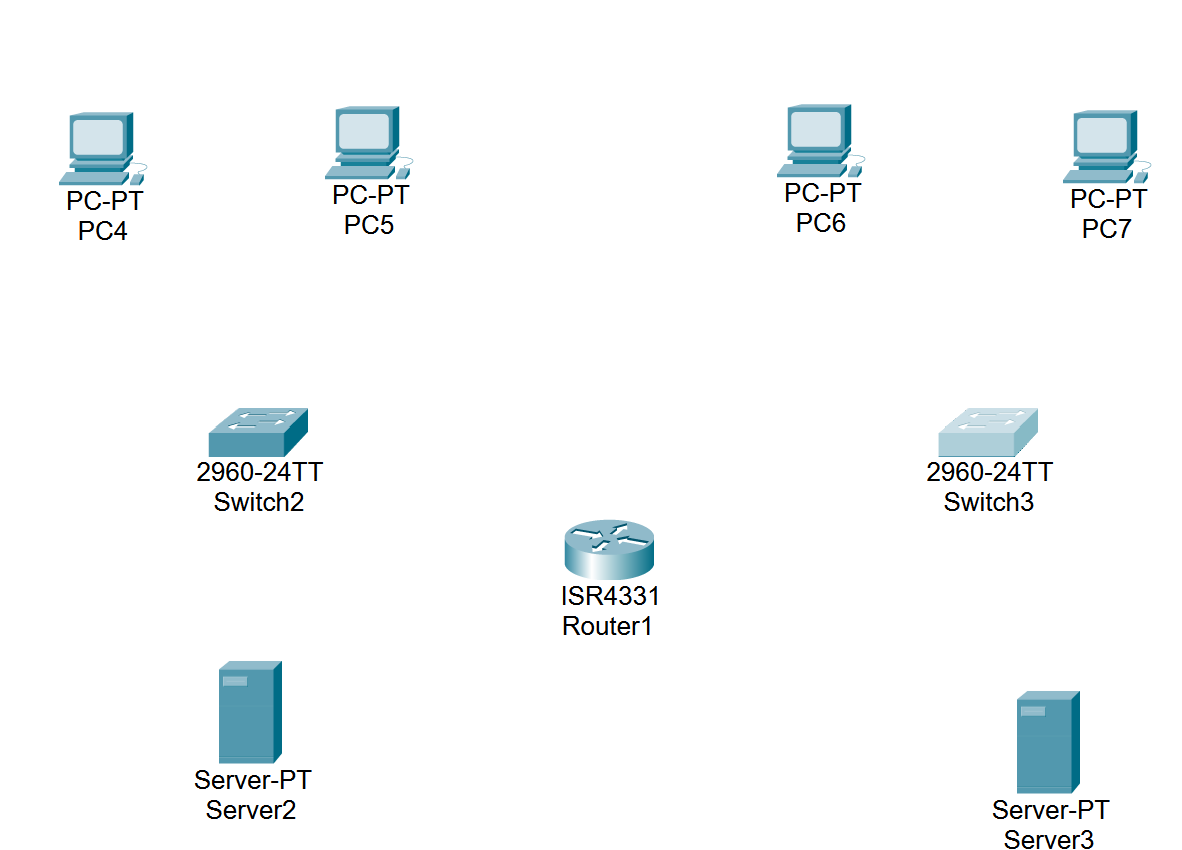 PC-PT
PC4
PC-PT
PC5
PC-PT
PC6
PC-PT
PC7
2960-24TT
Switch2
2960-24TT
Switch3
ISR4331
Router1
Server-PT
Server2
Server-PT
Server3